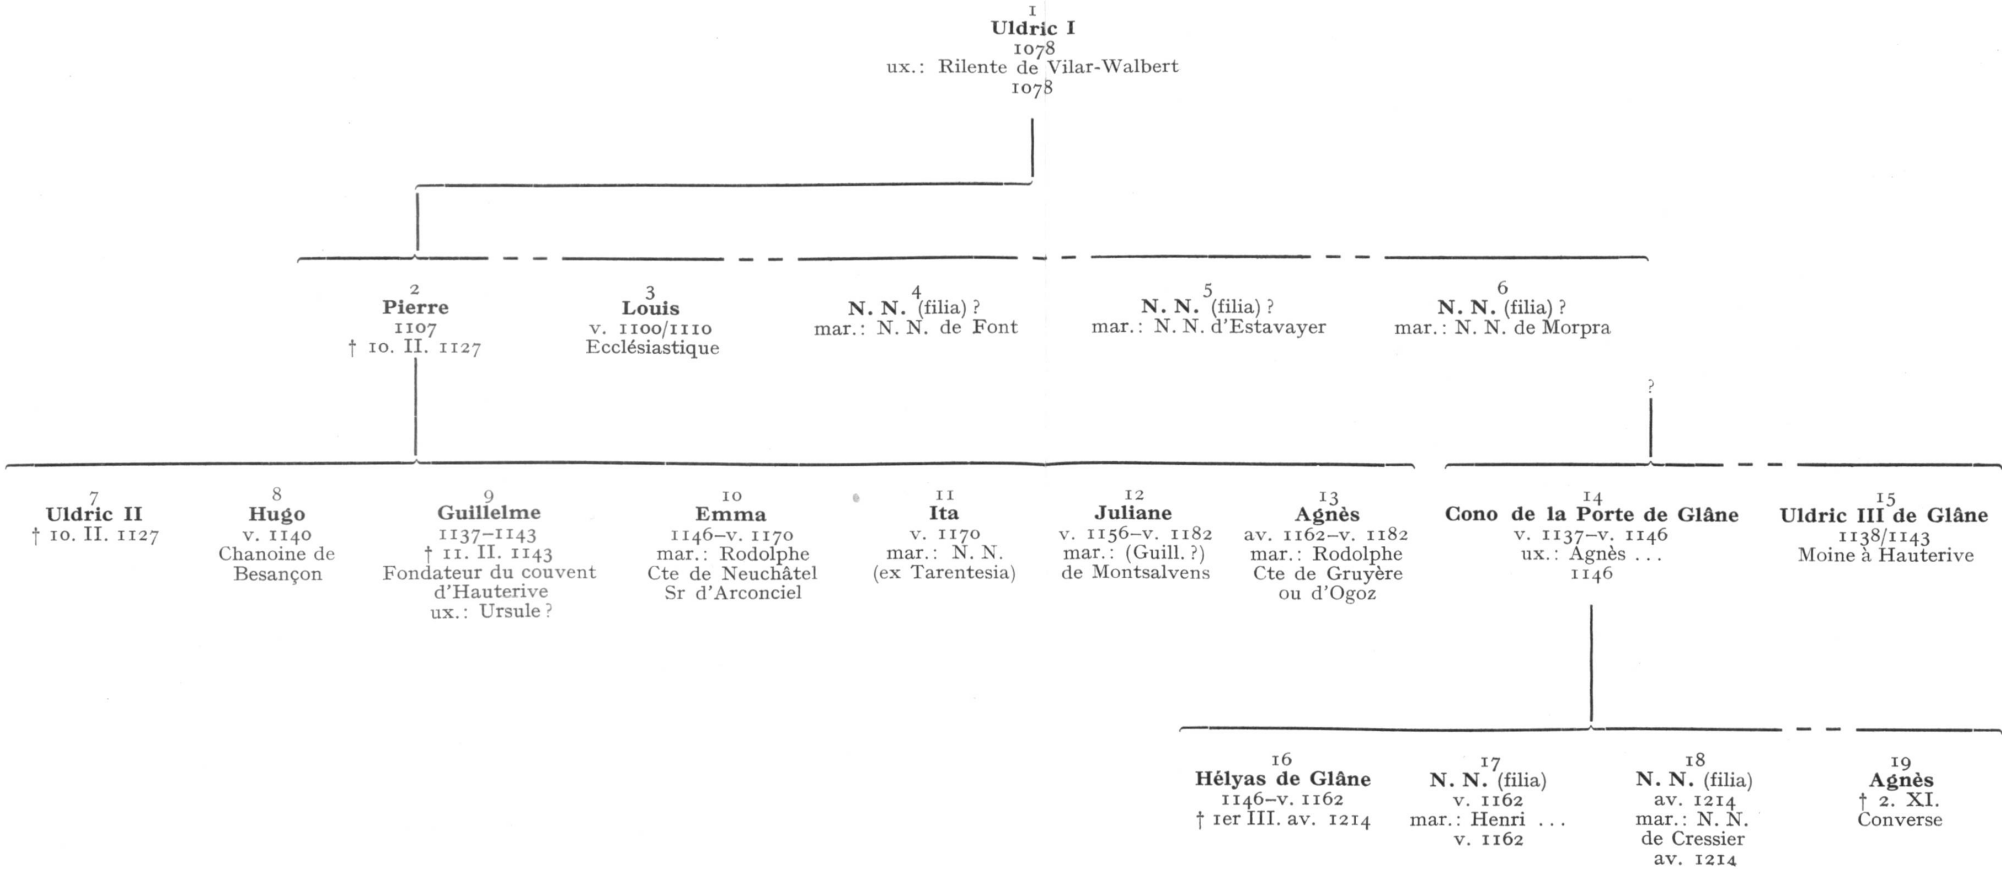 1
Uldric I
1078
ux.: Rilente de Vilar-Walbert
1078
2
Pierre
1107
† 10. II. 1127
3
Louis
v. 1100/1110
Ecclésiastique
4
N. N. (filia) ?
mar.: N. N. de Font
5
N. N. (filia) ?
mar.: N. N. d'Estavayer
6
N. N. (filia) ?
mar.: N. N. de Morpra
?
7
Uldric II
† 10. II. 1127
8
Hugo
v. 1140
Chanoine de
Besançon
9
Guillelme
1137–1143
† 11. II. 1143
Fondateur du couvent
d'Hauterive
ux.: Ursule ?
10
Emma
1146–v. 1170
mar.: Rodolphe
Cte de Neuchâtel
Sr d'Arconciel
11
Ita
v. 1170
mar.: N. N.
(ex Tarentesia)
12
Juliane
v. 1156–v. 1182
mar.: (Guill. ?)
de Montsalvens
13
Agnès
av. 1162–v. 1182
mar.: Rodolphe
Cte de Gruyère
ou d'Ogoz
14
Cono de la Porte de Glâne
v. 1137–v. 1146
ux.: Agnès ...
1146
15
Uldric III de Glâne
1138/1143
Moine à Hauterive
16
Hélyas de Glâne
1146–v. 1162
† 1er III. av. 1214
17
N. N. (filia)
v. 1162
mar.: Henri ...
v. 1162
18
N. N. (filia)
av. 1214
mar.: N. N.
de Cressier
av. 1214
19
Agnès
† 2. XI.
Converse